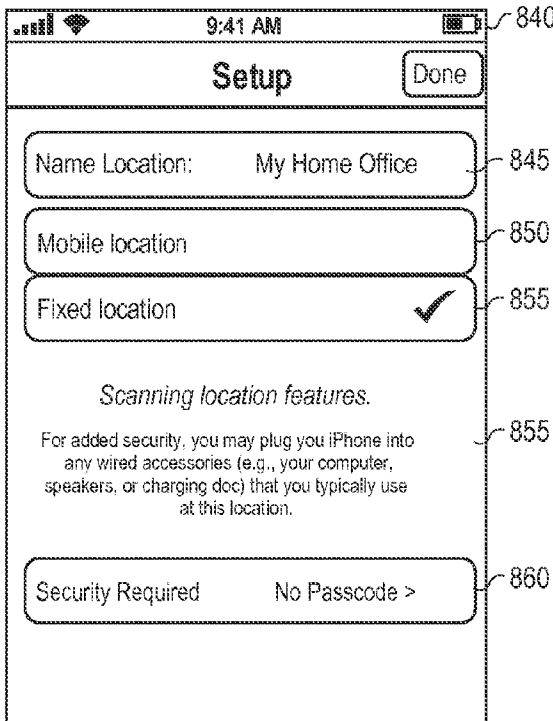 9:41 AM
840
Setup
Done
Name Location: My Home Office
845
Mobile location
850
Fixed location
855
Scanning location features.
For added security, you may plug you iPhone into
855
any wired accessories (e.g., your computer,
speakers, or charging doc) that you typically use
at this location.
Security Required No Passcode >
860